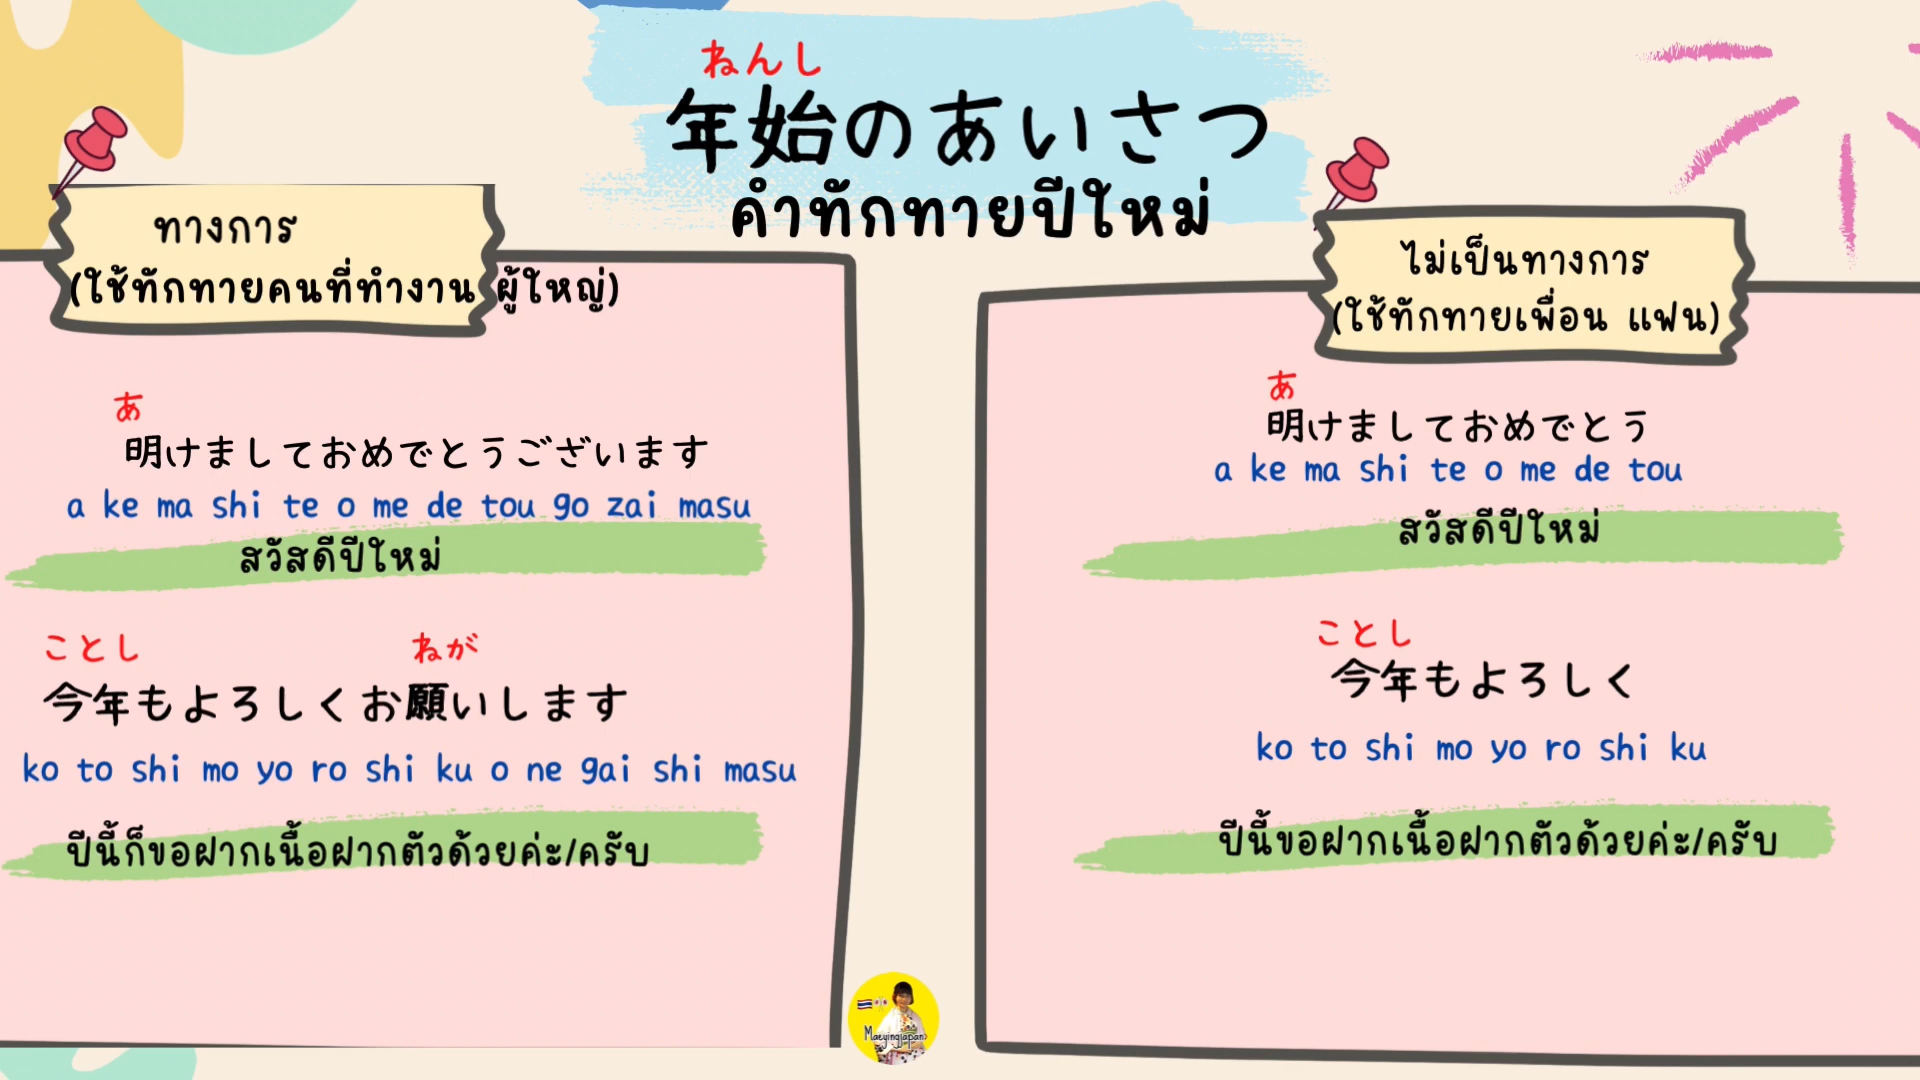 ねんし
年始のあいさつ
คำทักทายปีใหม่
ทางการ
(ใช้ทักทายคนที่ทำงาน ผู้ใหญ่)
あ
明けましておめでとうございます
a ke ma shi te o me de tou go zai masu
สวัสดีปีใหม่
ことし ねが
今年もよろしくお願いします
ko to shi mo yo ro shi ku o ne gai shi masu
ปีนี้ก็ขอฝากเนื้อฝากตัวด้วยค่ะ/ครับ
ไม่เป็นทางการ
(ใช้ทักทายเพื่อน แฟน)
あ
明けましておめでとう
a ke ma shi te o me de tou
สวัสดีปีใหม่
ことし
今年もよろしく
ko to shi mo yo ro shi ku
ปีนี้ขอฝากเนื้อฝากตัวด้วยค่ะ/ครับ
Maeyingjapan